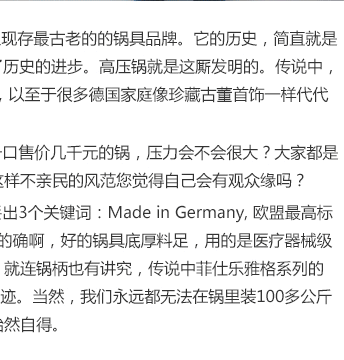 现存最古老的的锅具品牌。它的历史，简直就是
了历史的进步。高压锅就是这厮发明的。传说中，
，以至于很多德国家庭像珍藏古董首饰一样代代
一口售价几千元的锅，压力会不会很大？大家都是
这样不亲民的风范您觉得自己会有观众缘吗？
出3个关键词：Made in Germany, 欧盟最高标
的确啊，好的锅具底厚料足，用的是医疗器械级
就连锅柄也有讲究，传说中菲仕乐雅格系列的
迹。当然，我们永远都无法在锅里装100多公斤
怡然自得。